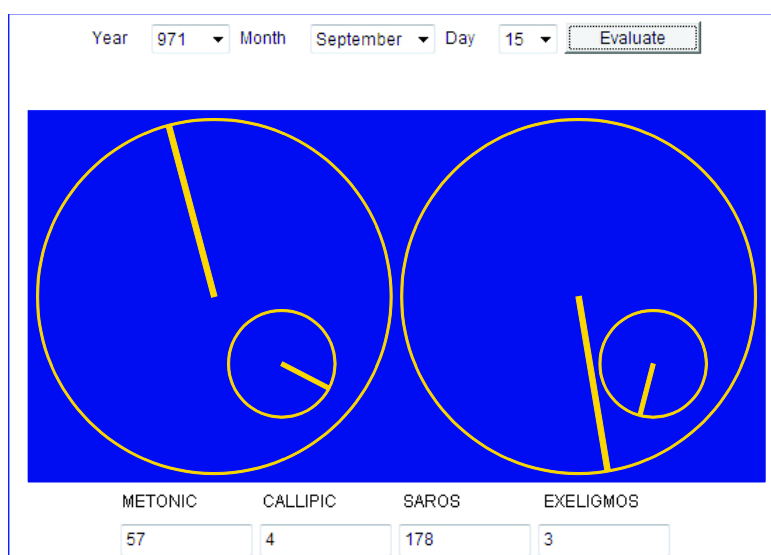 Year 971 Month September Day 15 Evaluate
METONIC CALLIPIC SAROS EXELIGMOS
57 4 178 3